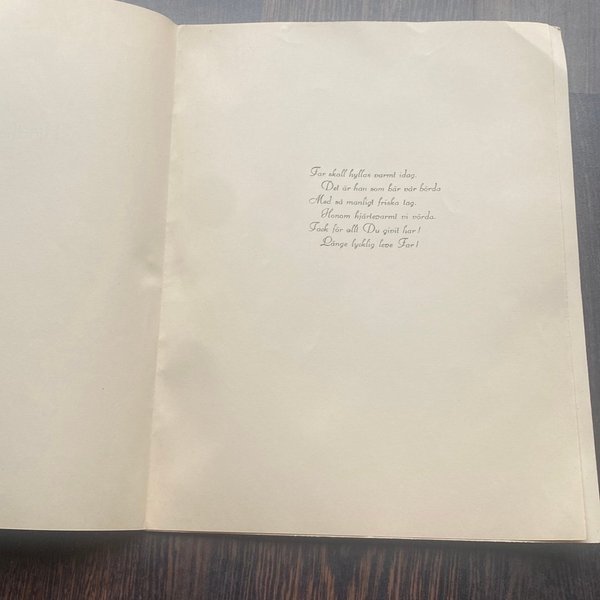 Far skall hyllas varmt idag.
Det är han som bär vår börda
Med så manligt friska tag.
Honom hjärtevarmt vi vörda.
Tack för allt Du givit har!
Länge lycklig leve Far!